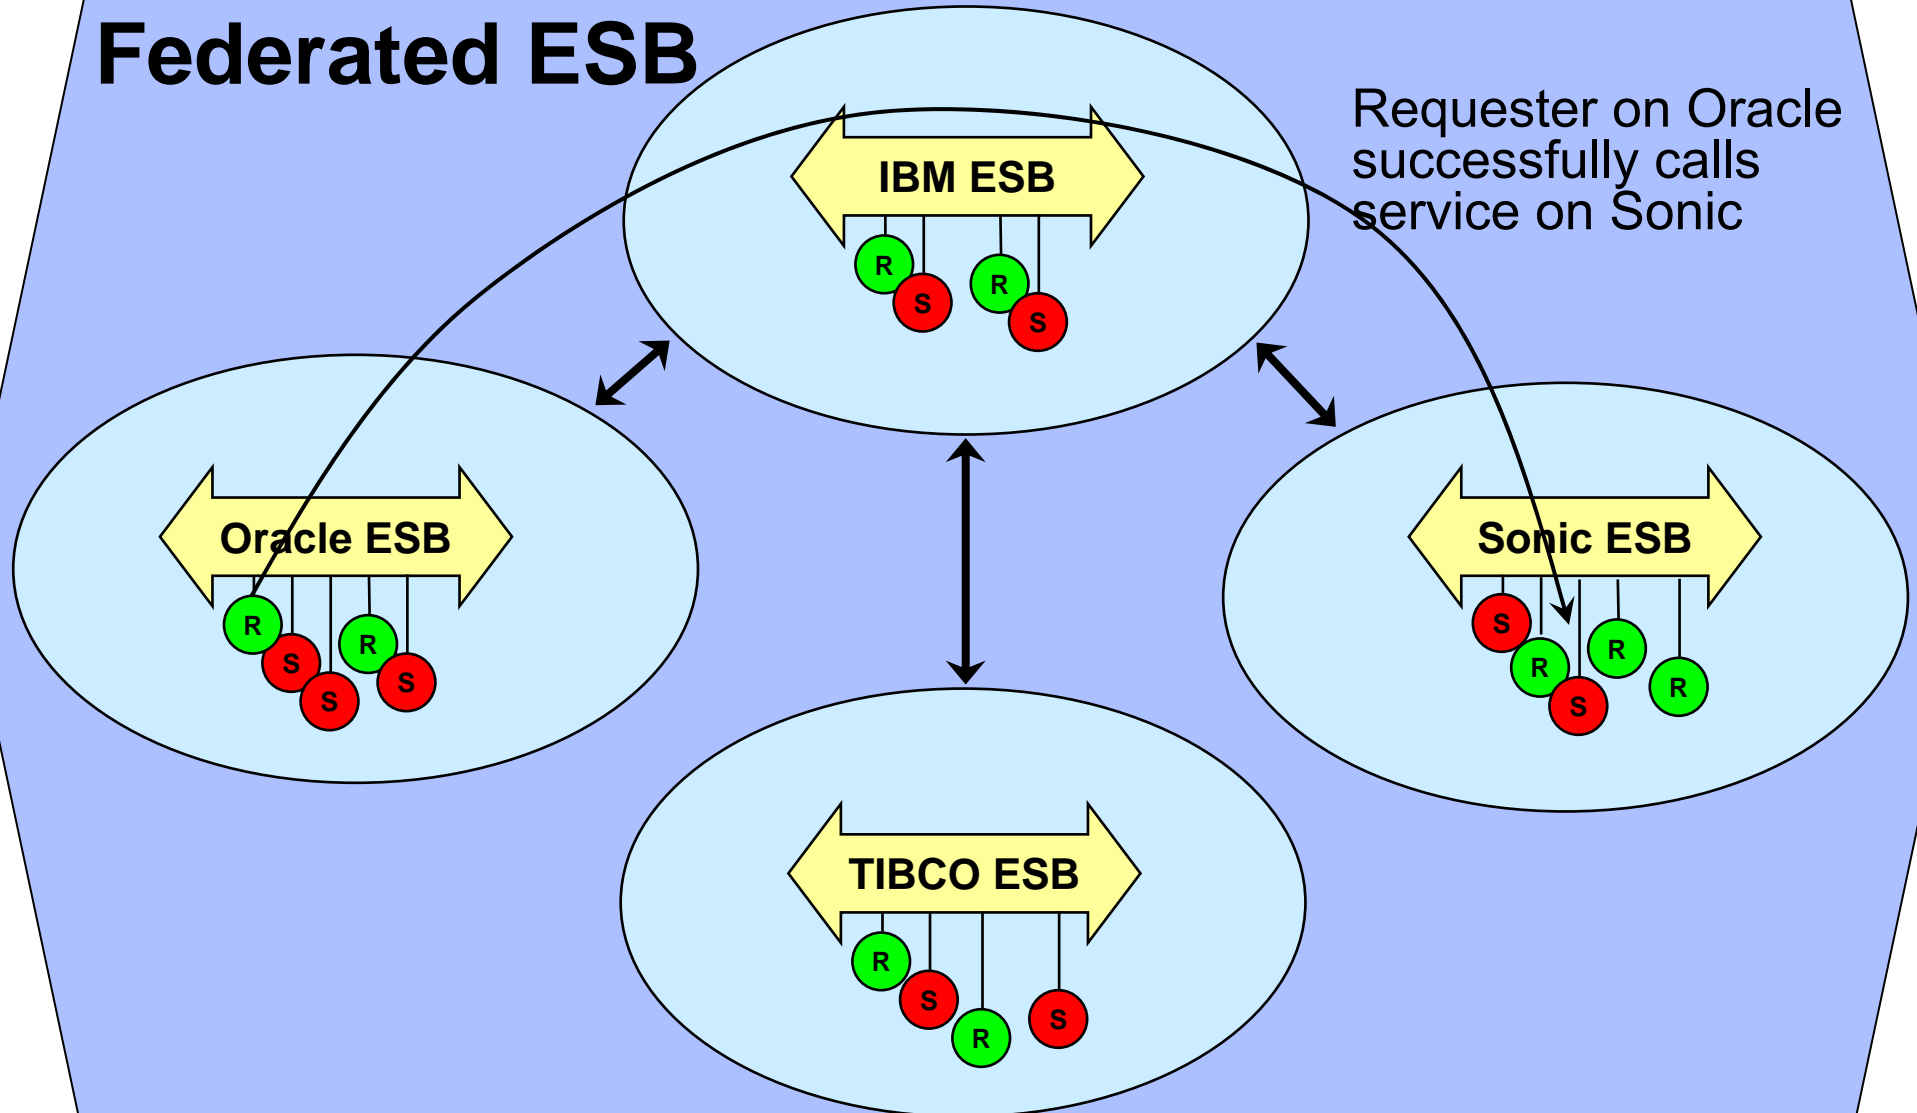 Federated ESB
Requester on Oracle
successfully calls
service on Sonic
IBM ESB
R
S
R
S
Oracle ESB
R
S
S
R
S
Sonic ESB
S
R
S
R
R
TIBCO ESB
R
S
R
S